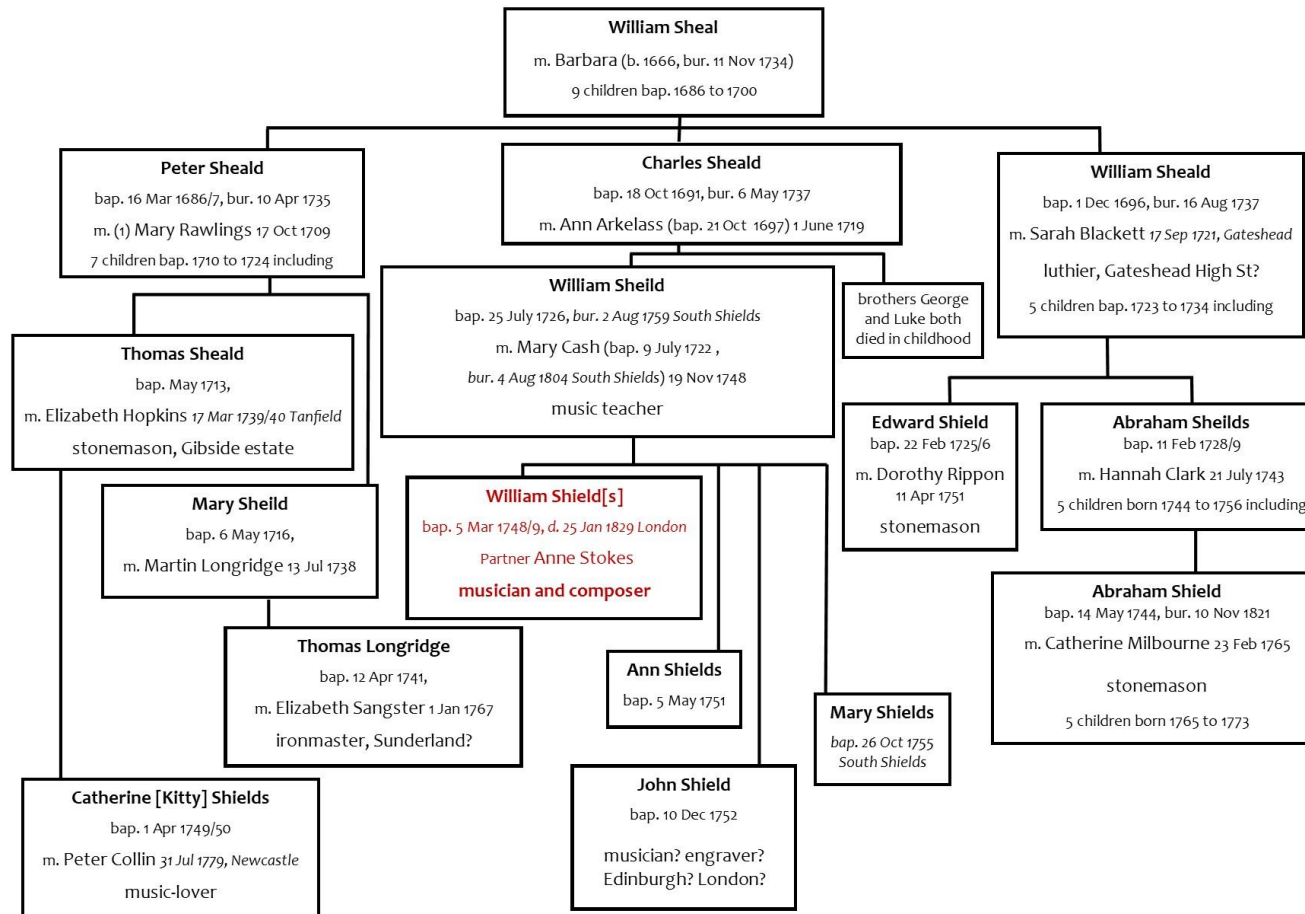 William Sheal
m. Barbara (b. 1666, bur. 11 Nov 1734)
9 children bap. 1686 to 1700
Peter Sheald
bap. 16 Mar 1686/7, bur. 10 Apr 1735
m. (1) Mary Rawlings 17 Oct 1709
7 children bap. 1710 to 1724 including
Charles Sheald
bap. 18 Oct 1691, bur. 6 May 1737
m. Ann Arkelass (bap. 21 Oct 1697) 1 June 1719
William Sheald
bap. 1 Dec 1696, bur. 16 Aug 1737
m. Sarah Blackett 17 Sep 1721, Gateshead
luthier, Gateshead High St?
5 children bap. 1723 to 1734 including
William Sheild
bap. 25 July 1726, bur. 2 Aug 1759 South Shields
m. Mary Cash (bap. 9 July 1722 ,
bur. 4 Aug 1804 South Shields) 19 Nov 1748
music teacher
brothers George
and Luke both
died in childhood
Thomas Sheald
bap. May 1713,
m. Elizabeth Hopkins 17 Mar 1739/40 Tanfield
stonemason, Gibside estate
Edward Shield
bap. 22 Feb 1725/6
m. Dorothy Rippon
11 Apr 1751
stonemason
Abraham Sheilds
bap. 11 Feb 1728/9
m. Hannah Clark 21 July 1743
5 children born 1744 to 1756 including
Mary Sheild
bap. 6 May 1716,
m. Martin Longridge 13 Jul 1738
William Shield[s]
bap. 5 Mar 1748/9, d. 25 Jan 1829 London
Partner Anne Stokes
musician and composer
Abraham Shield
bap. 14 May 1744, bur. 10 Nov 1821
m. Catherine Milbourne 23 Feb 1765
stonemason
5 children born 1765 to 1773
Thomas Longridge
bap. 12 Apr 1741,
m. Elizabeth Sangster 1 Jan 1767
ironmaster, Sunderland?
Ann Shields
bap. 5 May 1751
Mary Shields
bap. 26 Oct 1755
South Shields
Catherine [Kitty] Shields
bap. 1 Apr 1749/50
m. Peter Collin 31 Jul 1779, Newcastle
music-lover
John Shield
bap. 10 Dec 1752
musician? engraver?
Edinburgh? London?